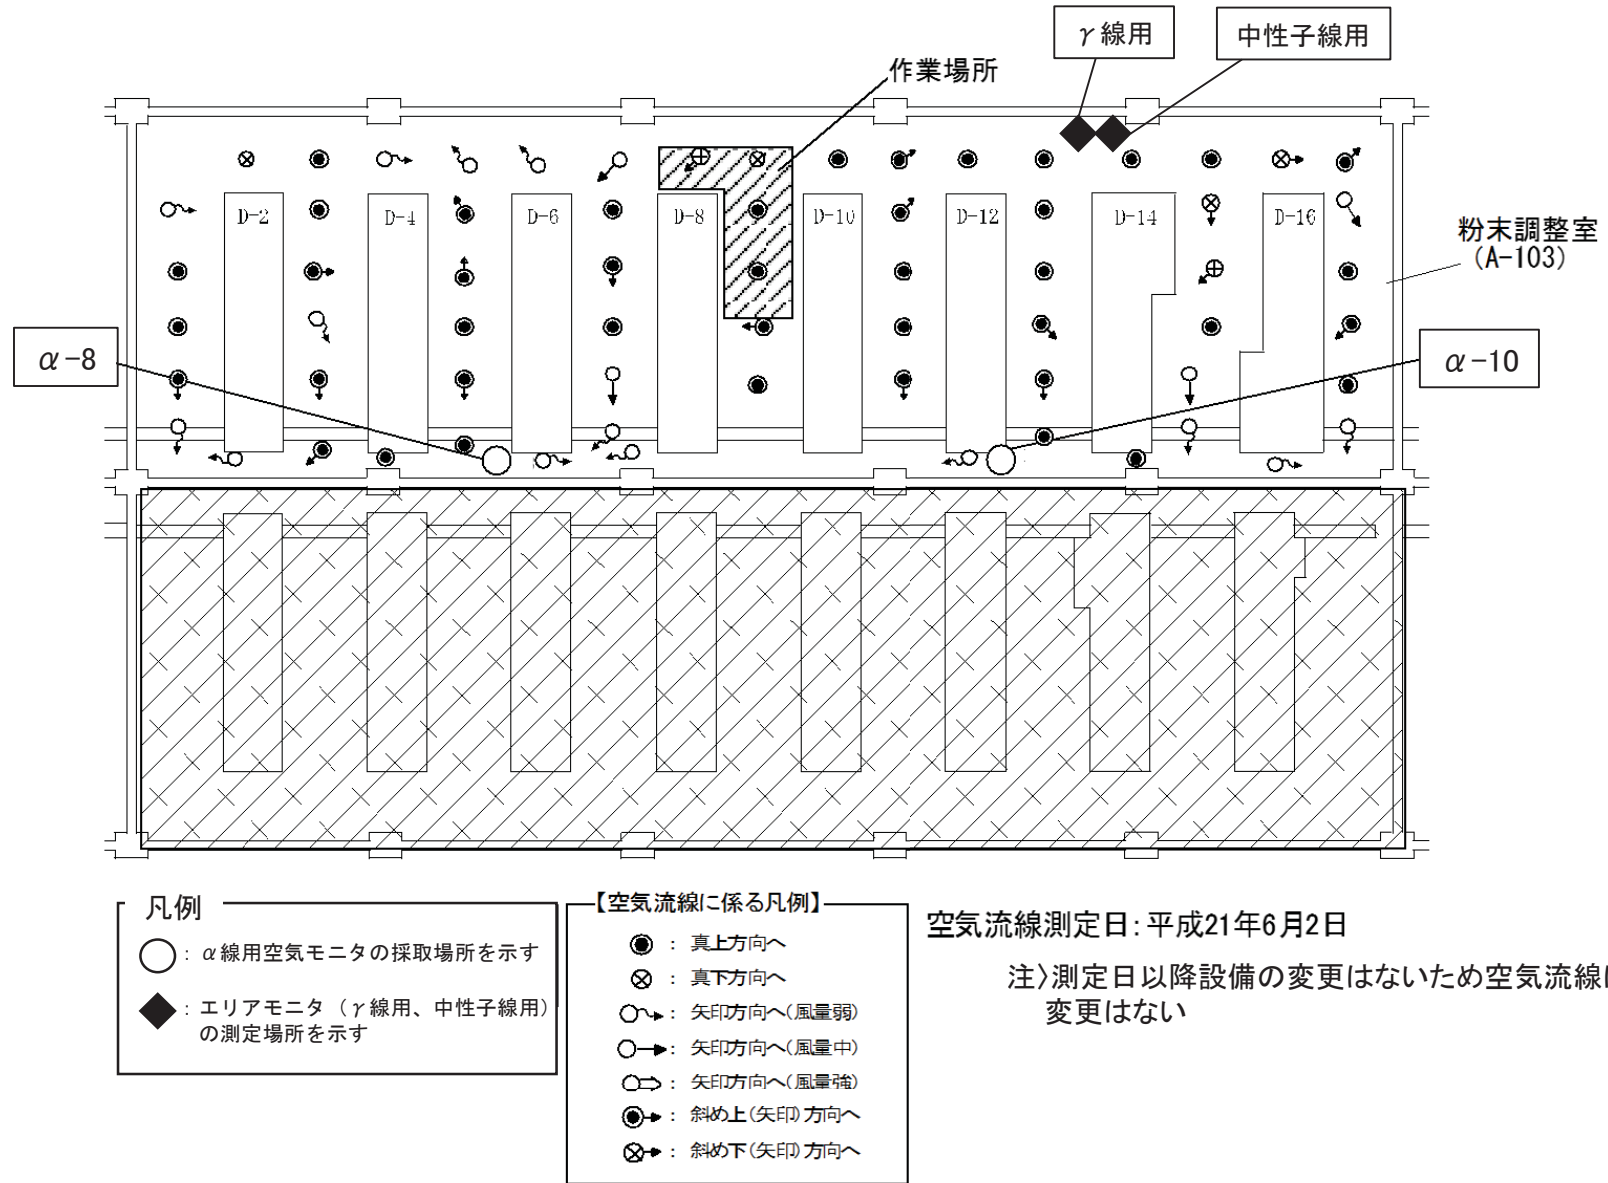 γ線用
中性子線用
作業場所
D-2
D-4
D-6
D-8
D-10
D-12
D-14
D-16
粉末調整室
(A-103)
α-8
α-10
凡例
: α線用空気モニタの採取場所を示す
: エリアモニタ（γ線用、中性子線用）
の測定場所を示す
【空気流線に係る凡例】
: 真上方向へ
: 真下方向へ
: 矢印方向へ(風量弱)
: 矢印方向へ(風量中)
: 矢印方向へ(風量強)
: 斜め上(矢印)方向へ
: 斜め下(矢印)方向へ
空気流線測定日:平成21年6月2日
注〉測定日以降設備の変更はないため空気流線に
変更はない